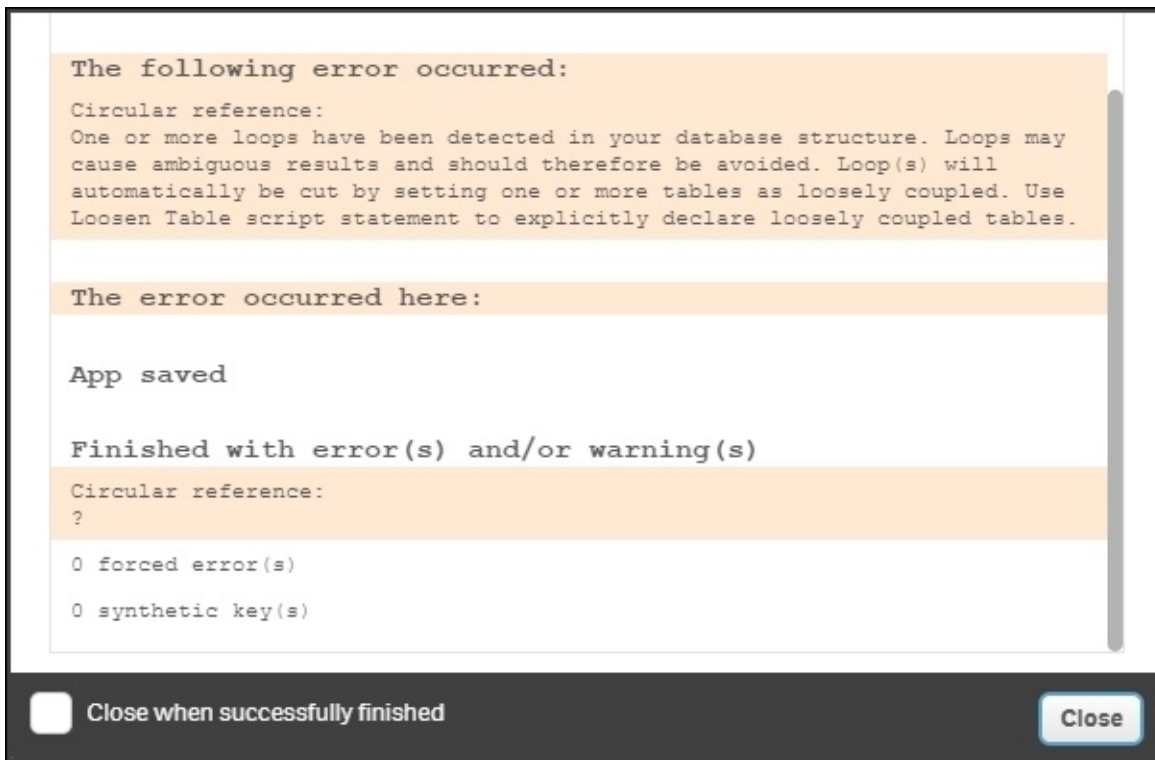 The following error occurred:
Circular reference:
One or more loops have been detected in your database structure. Loops may
cause ambiguous results and should therefore be avoided. Loop(s) will
automatically be cut by setting one or more tables as loosely coupled. Use
Loosen Table script statement to explicitly declare loosely coupled tables.
The error occurred here:
App saved
Finished with error(s) and/or warning(s)
Circular reference:
?
0 forced error(s)
0 synthetic key(s)
Close when successfully finished
Close